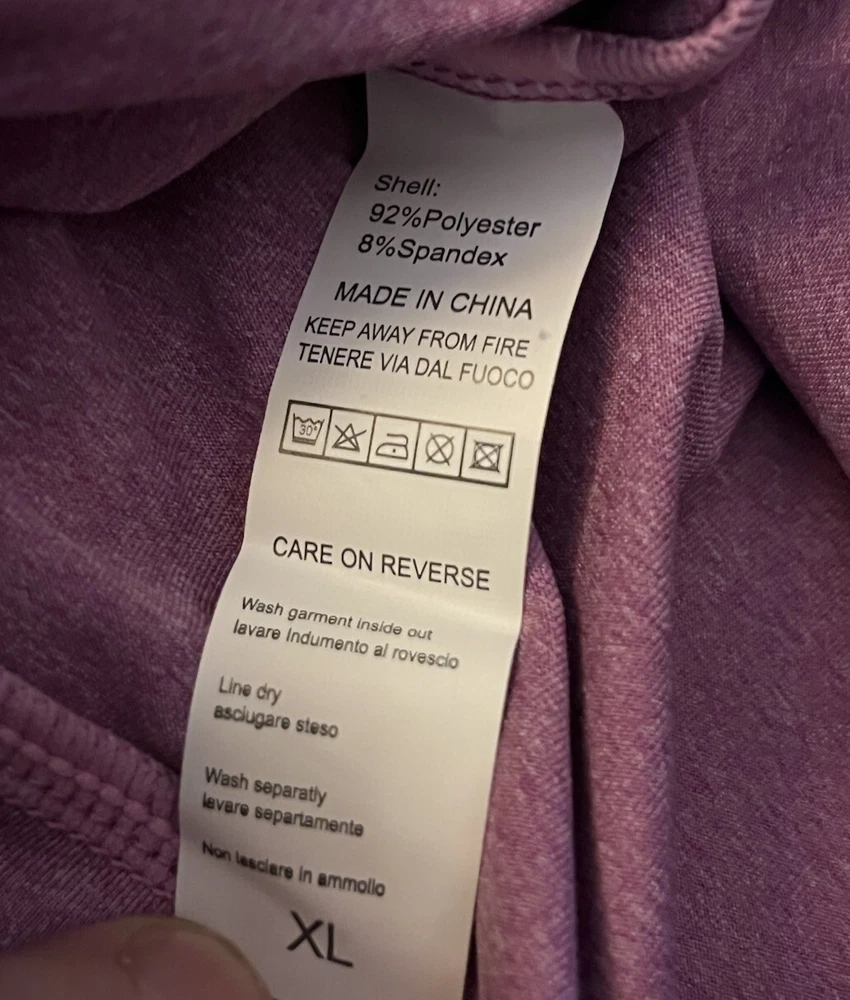 Shell:
92%Polyester
8%Spandex
MADE IN CHINA
KEEP AWAY FROM FIRE
TENERE VIA DAL FUOCO
30°
CARE ON REVERSE
Wash garment inside out
lavare indumento al rovescio
Line dry
asciugare steso
Wash separatly
lavare separtamente
Non lasciare in ammollo
XL